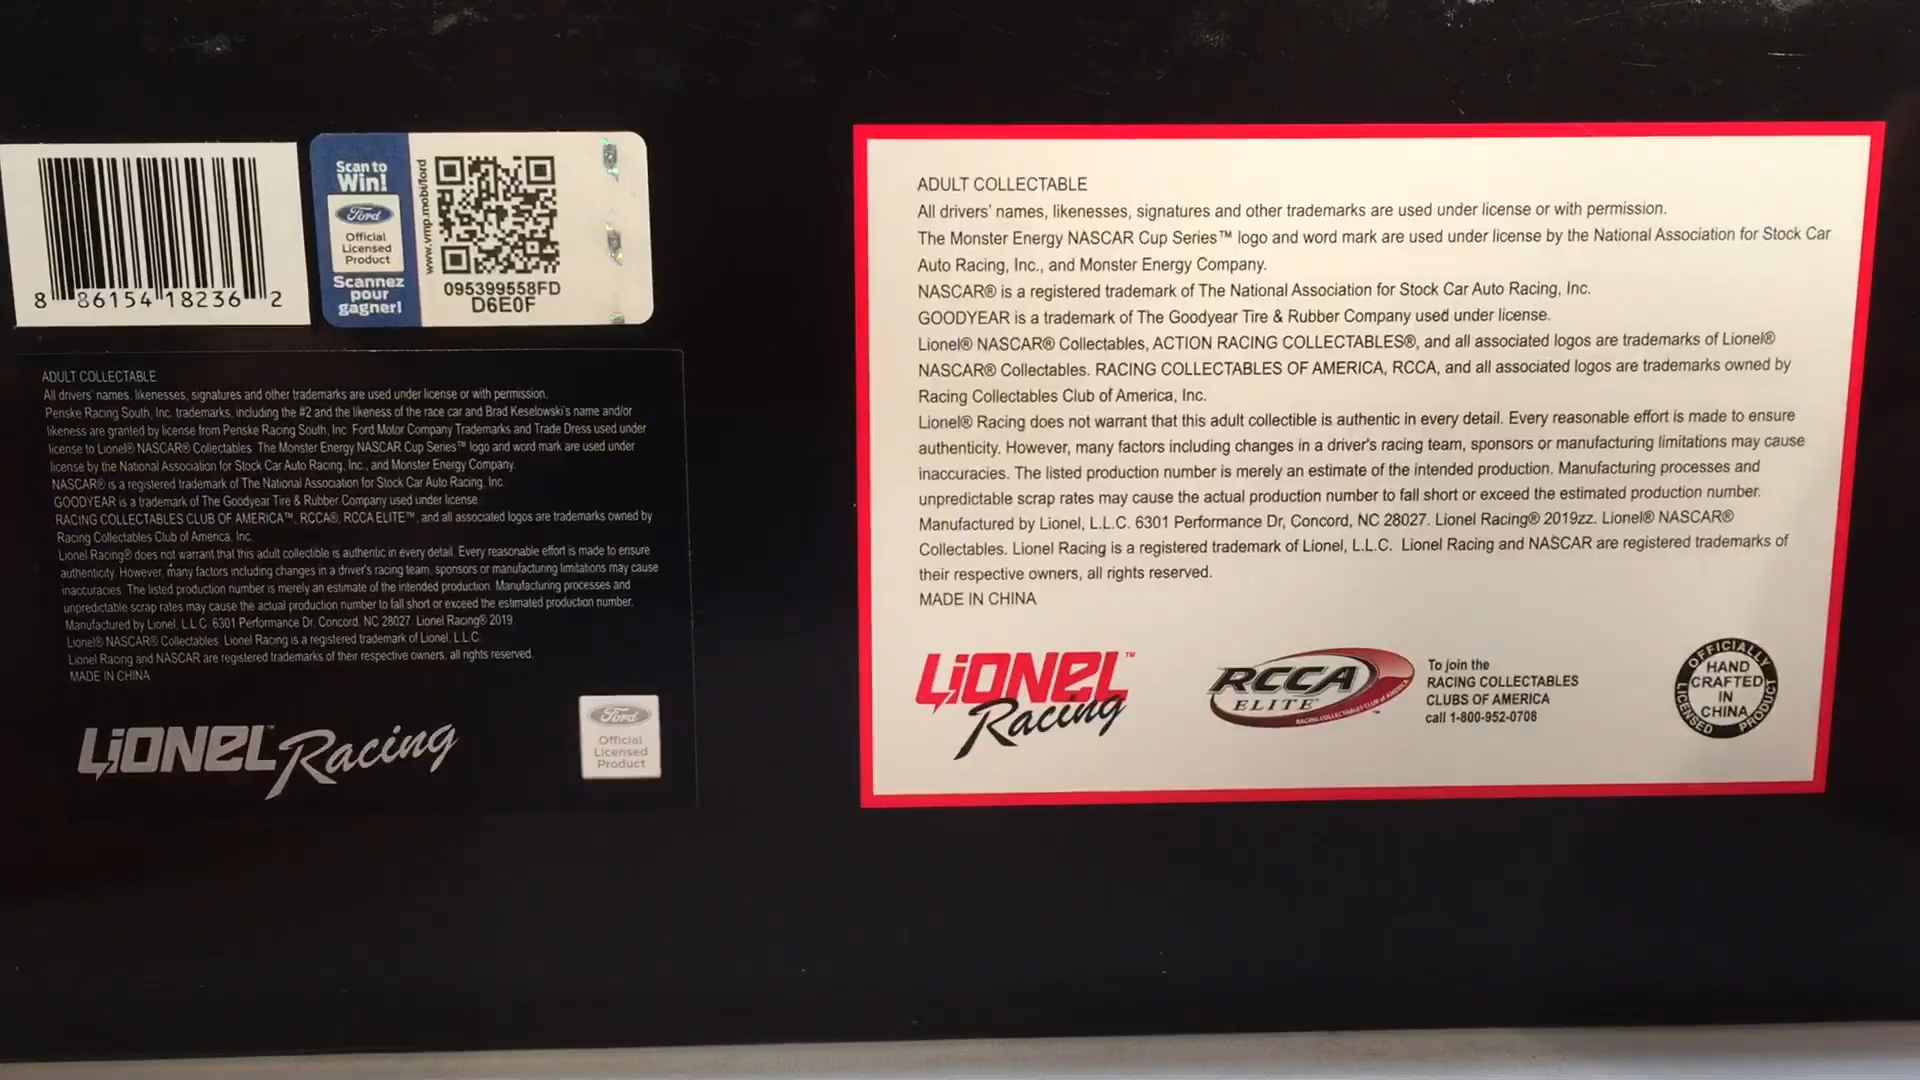 8 86154 18236 2
Scan to
Win!
Ford
Official
Licensed
Product
Scannez
pour
gagner!
www.vmp.mobi/ford
095399558FD
D6E0F
ADULT COLLECTABLE
All drivers' names, likenesses, signatures and other trademarks are used under license or with permission.
Penske Racing South, Inc. trademarks, including the #2 and the likeness of the race car and Brad Keselowski's name and/or
likeness are granted by license from Penske Racing South, Inc. Ford Motor Company Trademarks and Trade Dress used under
license to Lionel® NASCAR® Collectables. The Monster Energy NASCAR Cup Series™ logo and word mark are used under
license by the National Association for Stock Car Auto Racing, Inc., and Monster Energy Company.
NASCAR® is a registered trademark of The National Association for Stock Car Auto Racing, Inc.
GOODYEAR is a trademark of The Goodyear Tire & Rubber Company used under license.
RACING COLLECTABLES CLUB OF AMERICA™, RCCA®, RCCA ELITE™, and all associated logos are trademarks owned by
Racing Collectables Club of America, Inc.
Lionel Racing® does not warrant that this adult collectible is authentic in every detail. Every reasonable effort is made to ensure
authenticity. However, many factors including changes in a driver's racing team, sponsors or manufacturing limitations may cause
inaccuracies. The listed production number is merely an estimate of the intended production. Manufacturing processes and
unpredictable scrap rates may cause the actual production number to fall short or exceed the estimated production number.
Manufactured by Lionel, L.L.C. 6301 Performance Dr, Concord, NC 28027. Lionel Racing® 2019.
Lionel® NASCAR® Collectables. Lionel Racing is a registered trademark of Lionel, L.L.C.
Lionel Racing and NASCAR are registered trademarks of their respective owners, all rights reserved.
MADE IN CHINA
LIONEL™ Racing
Ford
Official
Licensed
Product
ADULT COLLECTABLE
All drivers' names, likenesses, signatures and other trademarks are used under license or with permission.
The Monster Energy NASCAR Cup Series™ logo and word mark are used under license by the National Association for Stock Car
Auto Racing, Inc., and Monster Energy Company.
NASCAR® is a registered trademark of The National Association for Stock Car Auto Racing, Inc.
GOODYEAR is a trademark of The Goodyear Tire & Rubber Company used under license.
Lionel® NASCAR® Collectables, ACTION RACING COLLECTABLES®, and all associated logos are trademarks of Lionel®
NASCAR® Collectables. RACING COLLECTABLES OF AMERICA, RCCA, and all associated logos are trademarks owned by
Racing Collectables Club of America, Inc.
Lionel® Racing does not warrant that this adult collectible is authentic in every detail. Every reasonable effort is made to ensure
authenticity. However, many factors including changes in a driver's racing team, sponsors or manufacturing limitations may cause
inaccuracies. The listed production number is merely an estimate of the intended production. Manufacturing processes and
unpredictable scrap rates may cause the actual production number to fall short or exceed the estimated production number.
Manufactured by Lionel, L.L.C. 6301 Performance Dr, Concord, NC 28027. Lionel Racing® 2019zz. Lionel® NASCAR®
Collectables. Lionel Racing is a registered trademark of Lionel, L.L.C. Lionel Racing and NASCAR are registered trademarks of
their respective owners, all rights reserved.
MADE IN CHINA
LIONEL™
Racing
RCCA
ELITE
RACING COLLECTABLES CLUB of AMERICA™
To join the
RACING COLLECTABLES
CLUBS OF AMERICA
call 1-800-952-0708
OFFICIALLY
LICENSED
PRODUCT
HAND
CRAFTED
IN
CHINA